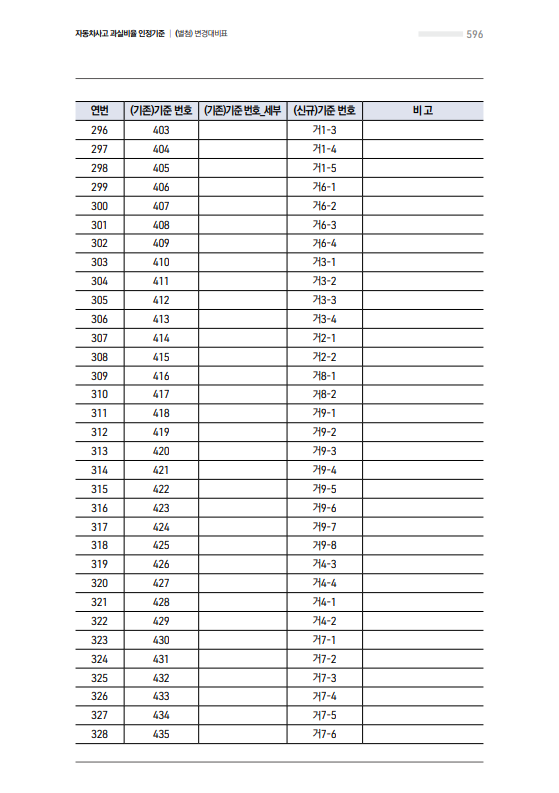 자동차사고 과실비율 인정기준 | (별첨) 변경대비표 596
연번 (기존)기준 번호 (기존)기준 번호_세부 (신규)기준 번호 비 고
296 403 거1-3
297 404 거1-4
298 405 거1-5
299 406 거6-1
300 407 거6-2
301 408 거6-3
302 409 거6-4
303 410 거3-1
304 411 거3-2
305 412 거3-3
306 413 거3-4
307 414 거2-1
308 415 거2-2
309 416 거8-1
310 417 거8-2
311 418 거9-1
312 419 거9-2
313 420 거9-3
314 421 거9-4
315 422 거9-5
316 423 거9-6
317 424 거9-7
318 425 거9-8
319 426 거4-3
320 427 거4-4
321 428 거4-1
322 429 거4-2
323 430 거7-1
324 431 거7-2
325 432 거7-3
326 433 거7-4
327 434 거7-5
328 435 거7-6